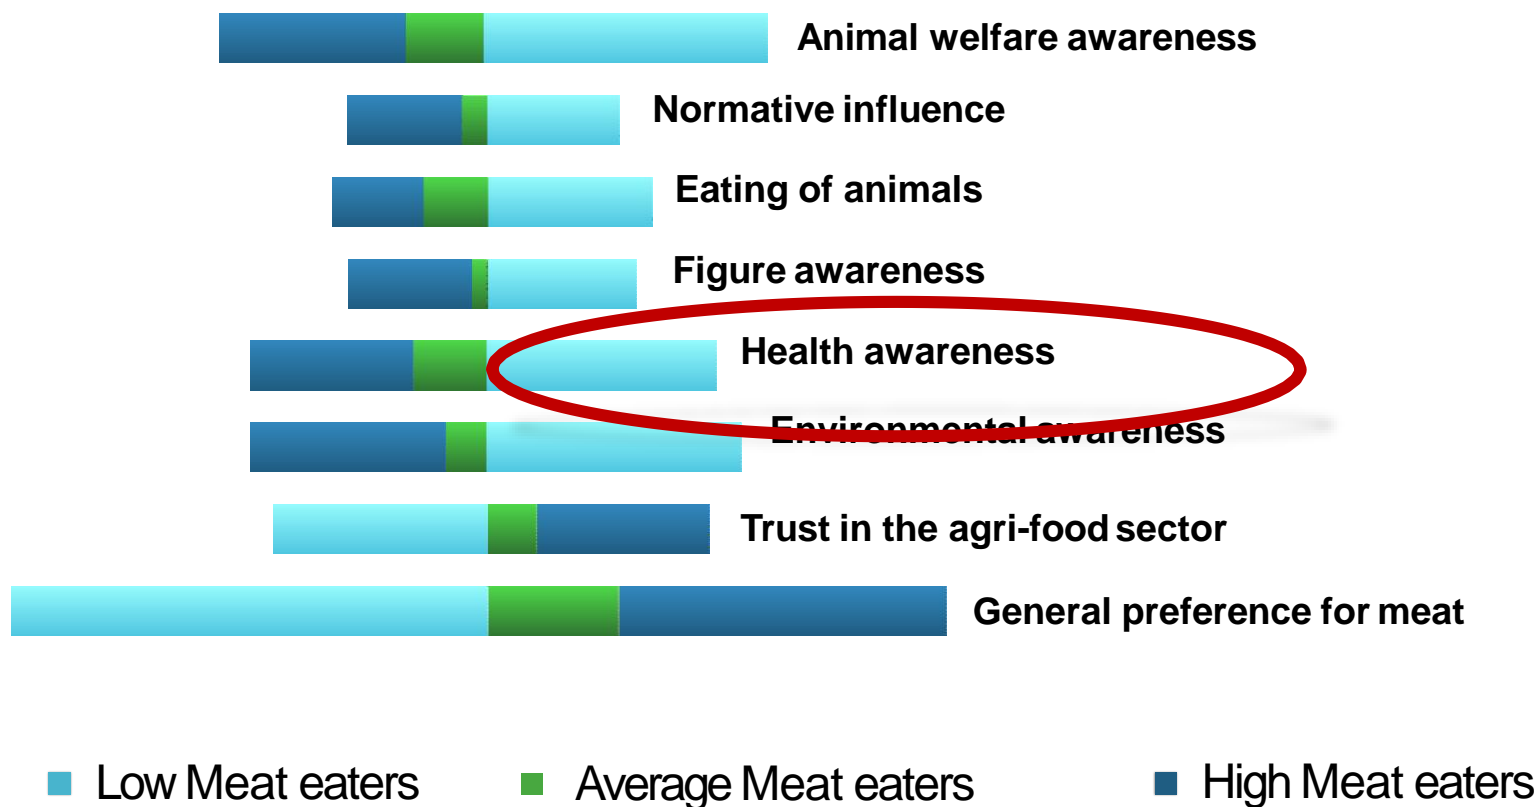 Animal welfare awareness
Normative influence
Eating of animals
Figure awareness
Health awareness
Environmental awareness
Trust in the agri-food sector
General preference for meat
Low Meat eaters
Average Meat eaters
High Meat eaters